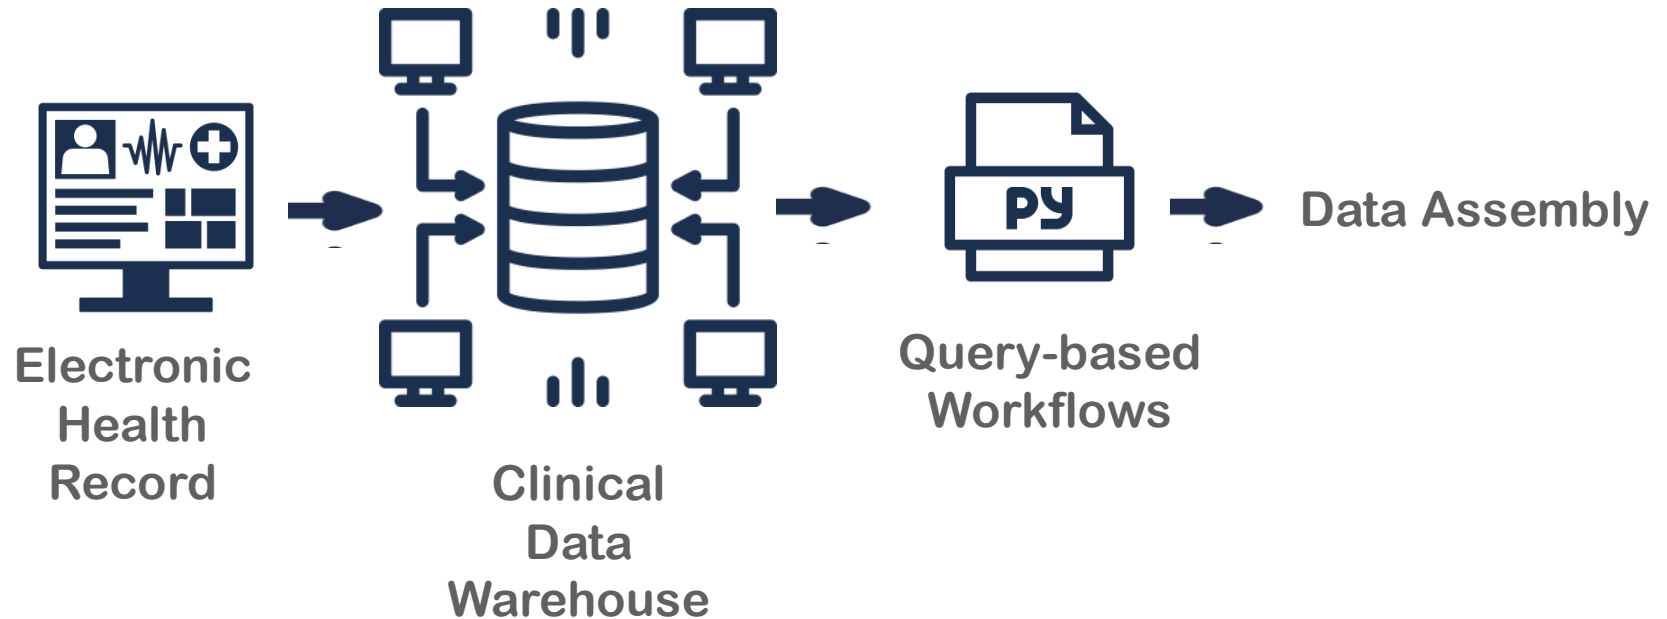 Electronic
Health
Record
Clinical
Data
Warehouse
PY
Query-based
Workflows
Data Assembly